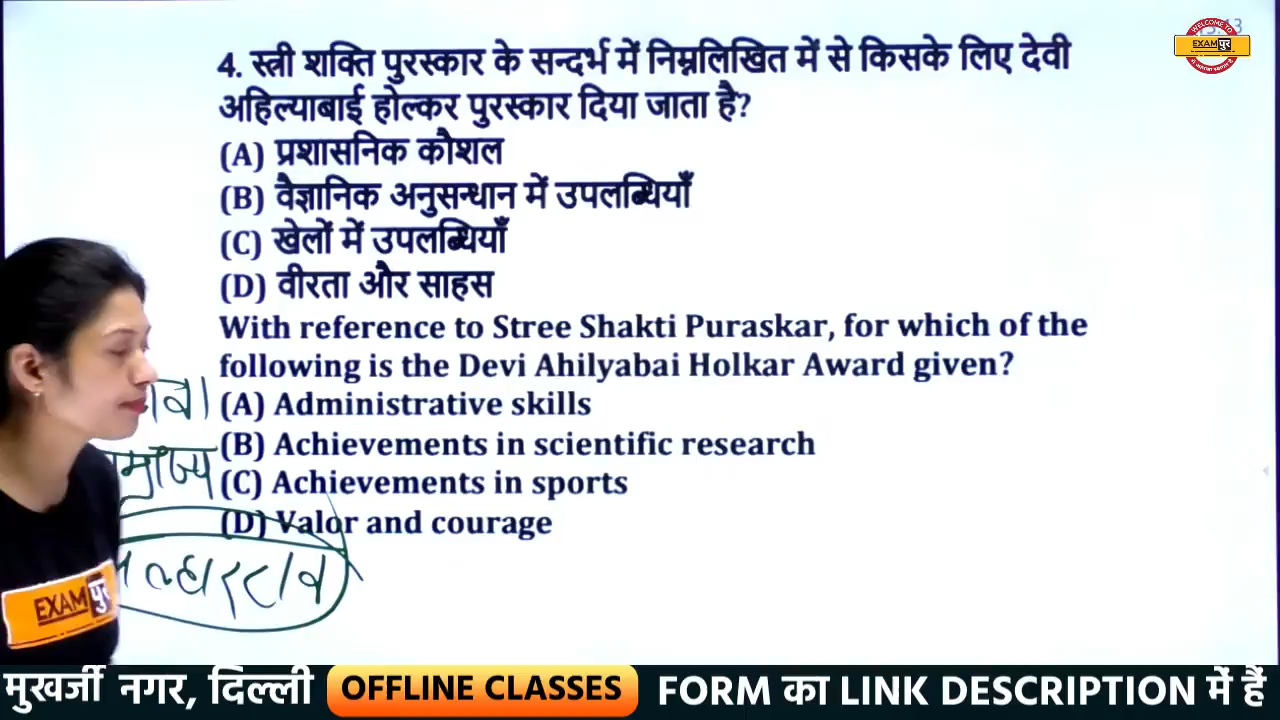 4. स्त्री शक्ति पुरस्कार के सन्दर्भ में निम्नलिखित में से किसके लिए देवी
अहिल्याबाई होल्कर पुरस्कार दिया जाता है?
(A) प्रशासनिक कौशल
(B) वैज्ञानिक अनुसन्धान में उपलब्धियाँ
(C) खेलों में उपलब्धियाँ
(D) वीरता और साहस
With reference to Stree Shakti Puraskar, for which of the
following is the Devi Ahilyabai Holkar Award given?
(A) Administrative skills
(B) Achievements in scientific research
(C) Achievements in sports
(D) Valor and courage
WELCOME TO
EXAMपुर
EXAMपुर
मुखर्जी नगर, दिल्ली OFFLINE CLASSES FORM का LINK DESCRIPTION में हैं